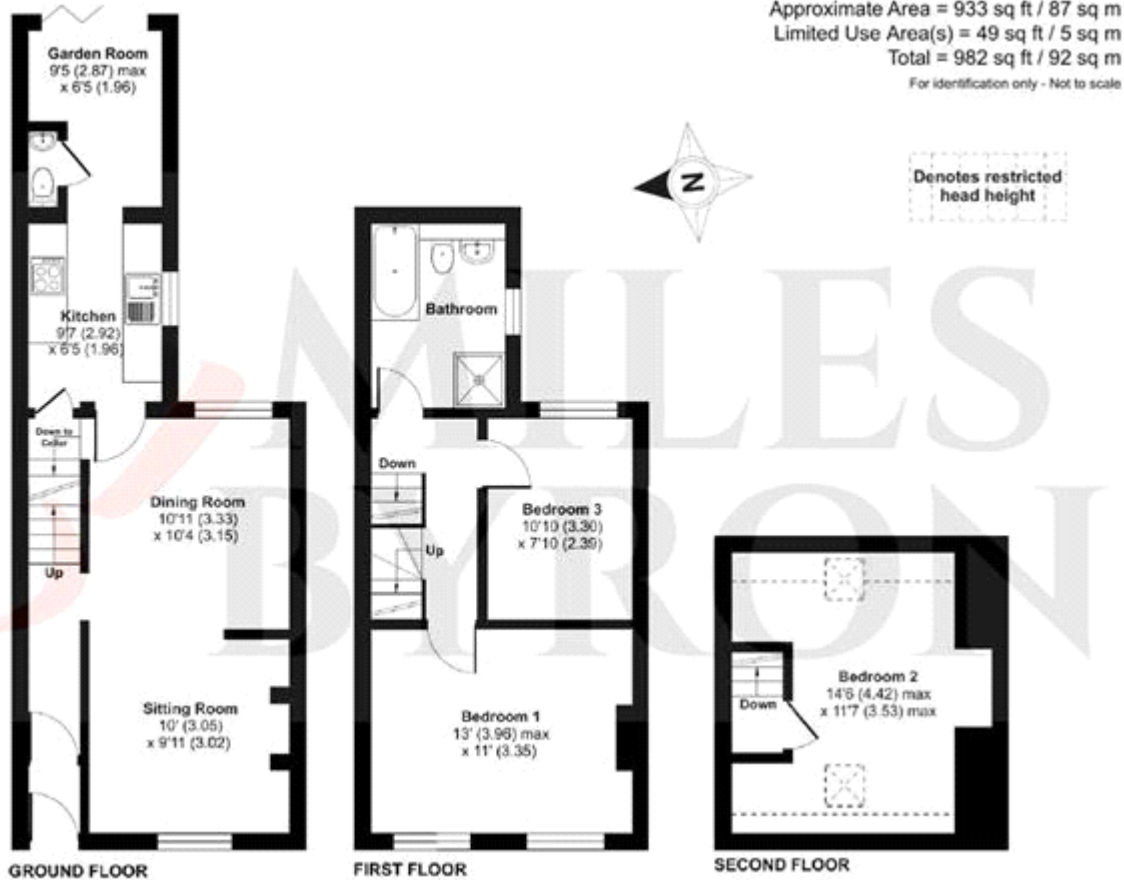 Approximate Area = 933 sq ft / 87 sq m
Limited Use Area(s) = 49 sq ft / 5 sq m
Total = 982 sq ft / 92 sq m
For identification only - Not to scale
Denotes restricted
head height
N
Garden Room
9'5 (2.87) max
x 6'5 (1.96)
Kitchen
9'7 (2.92)
x 6'5 (1.96)
Down to
Cellar
Up
Dining Room
10'11 (3.33)
x 10'4 (3.15)
Sitting Room
10' (3.05)
x 9'11 (3.02)
GROUND FLOOR
Bathroom
Down
Up
Bedroom 3
10'10 (3.30)
x 7'10 (2.39)
Bedroom 1
13' (3.96) max
x 11' (3.35)
FIRST FLOOR
Bedroom 2
14'6 (4.42) max
x 11'7 (3.53) max
Down
SECOND FLOOR
MILES
BYRON